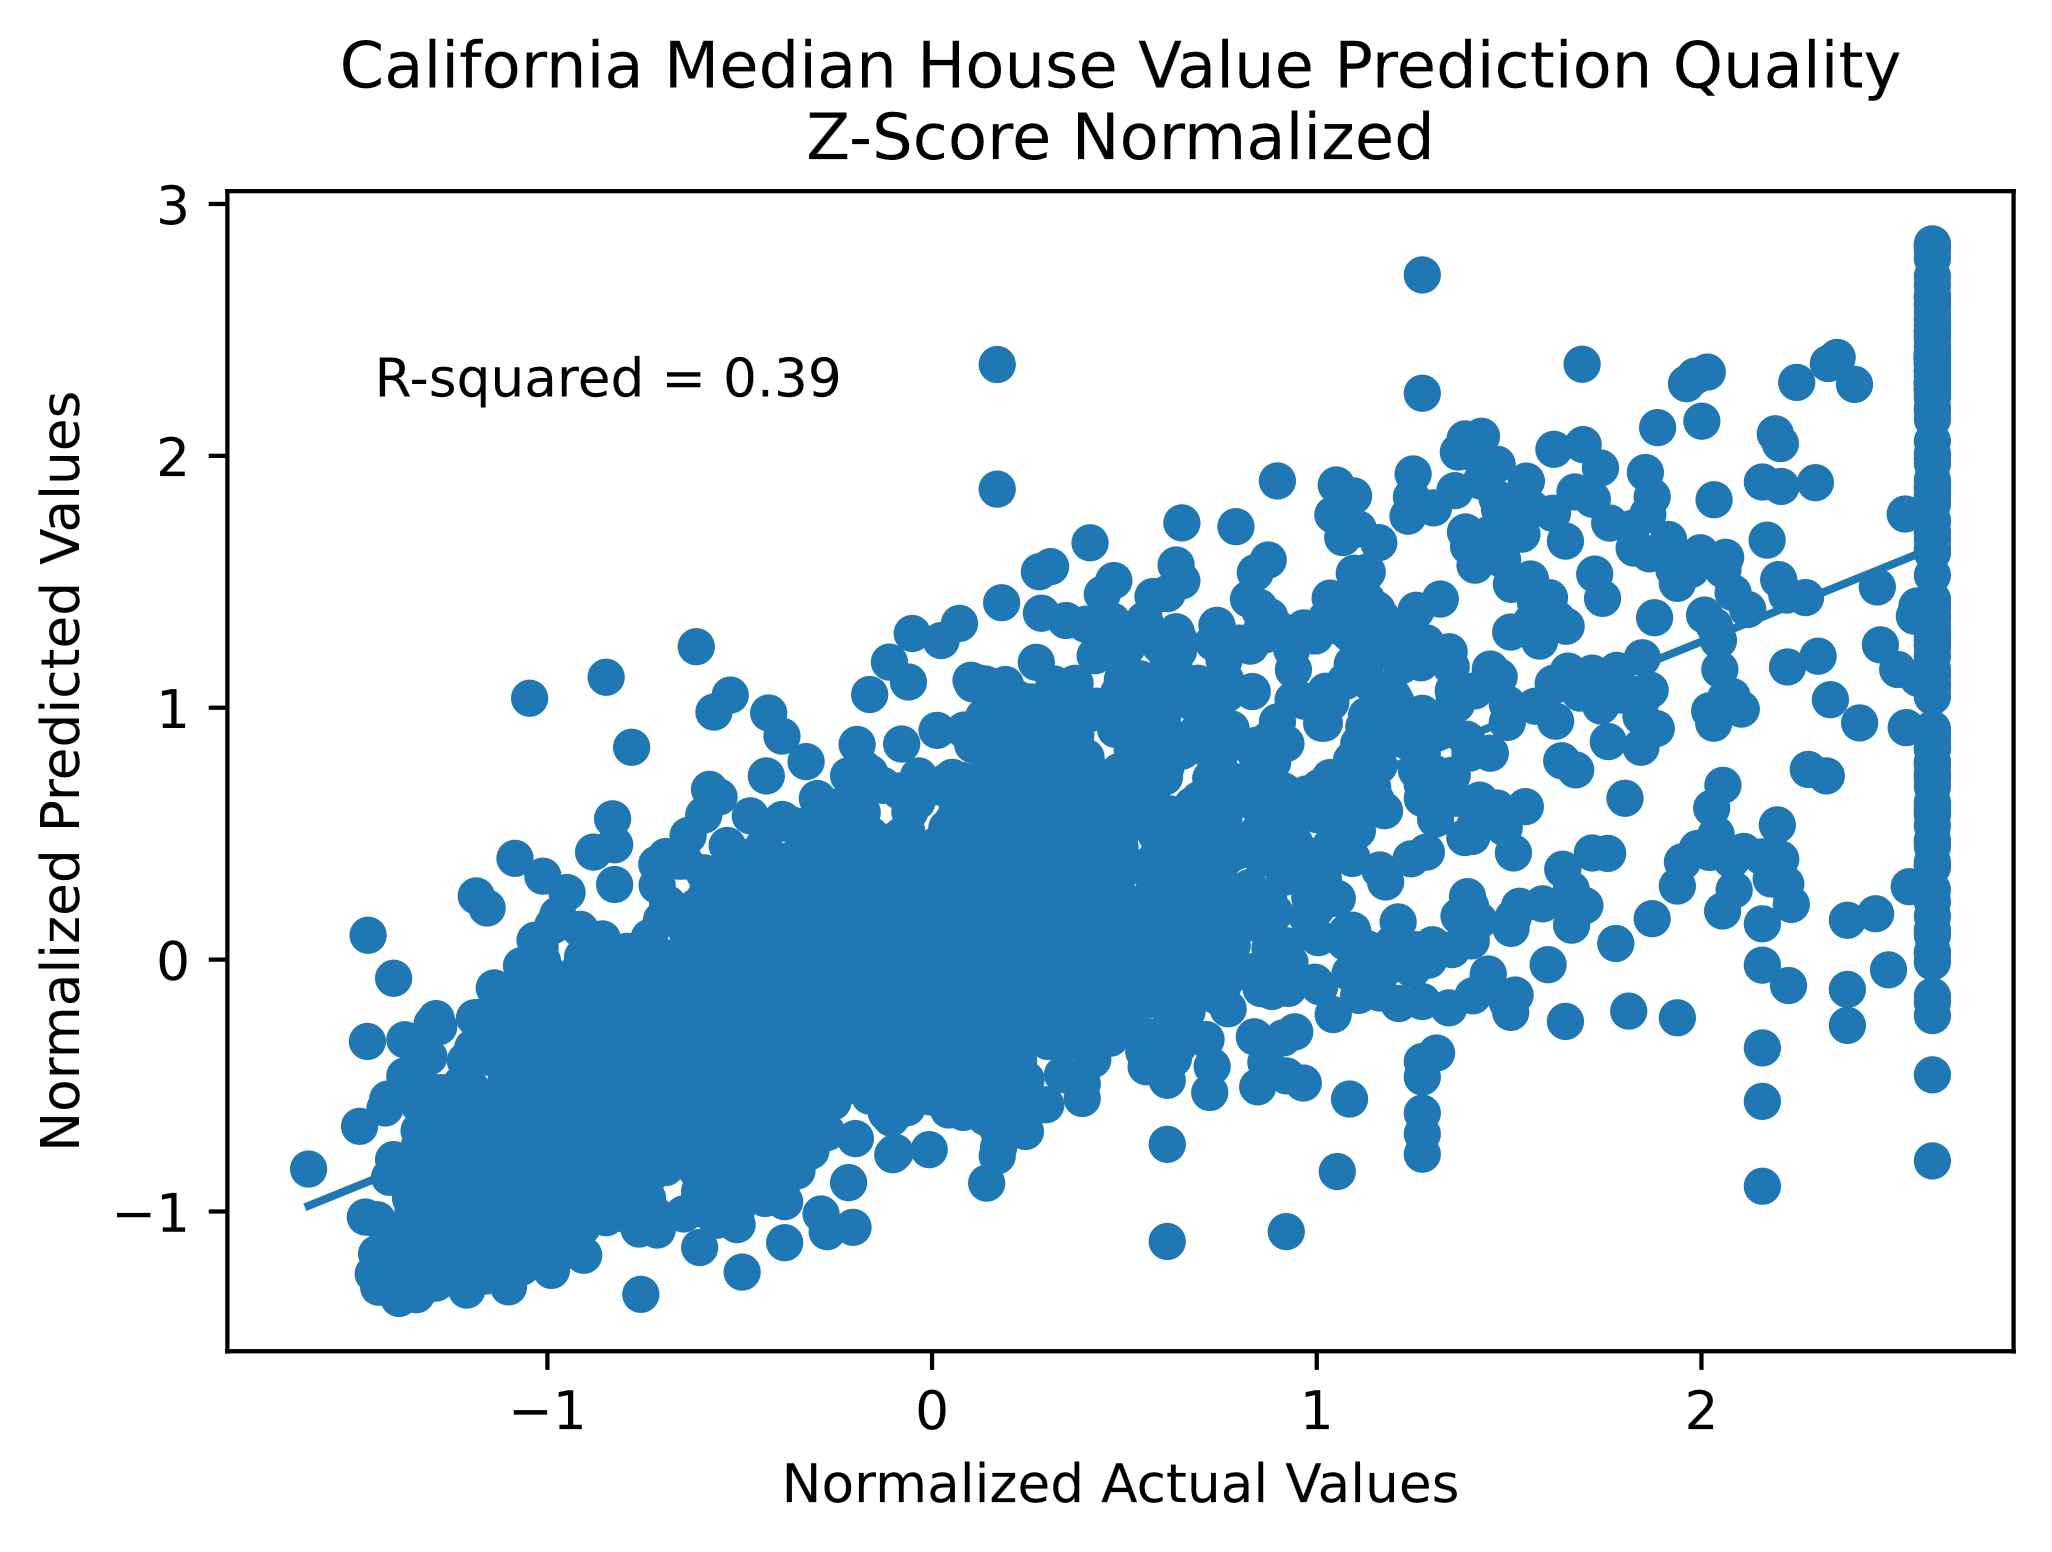 California Median House Value Prediction Quality
Z-Score Normalized
3
R-squared = 0.39
2
1
0
−1
Normalized Predicted Values
−1 0 1 2
Normalized Actual Values